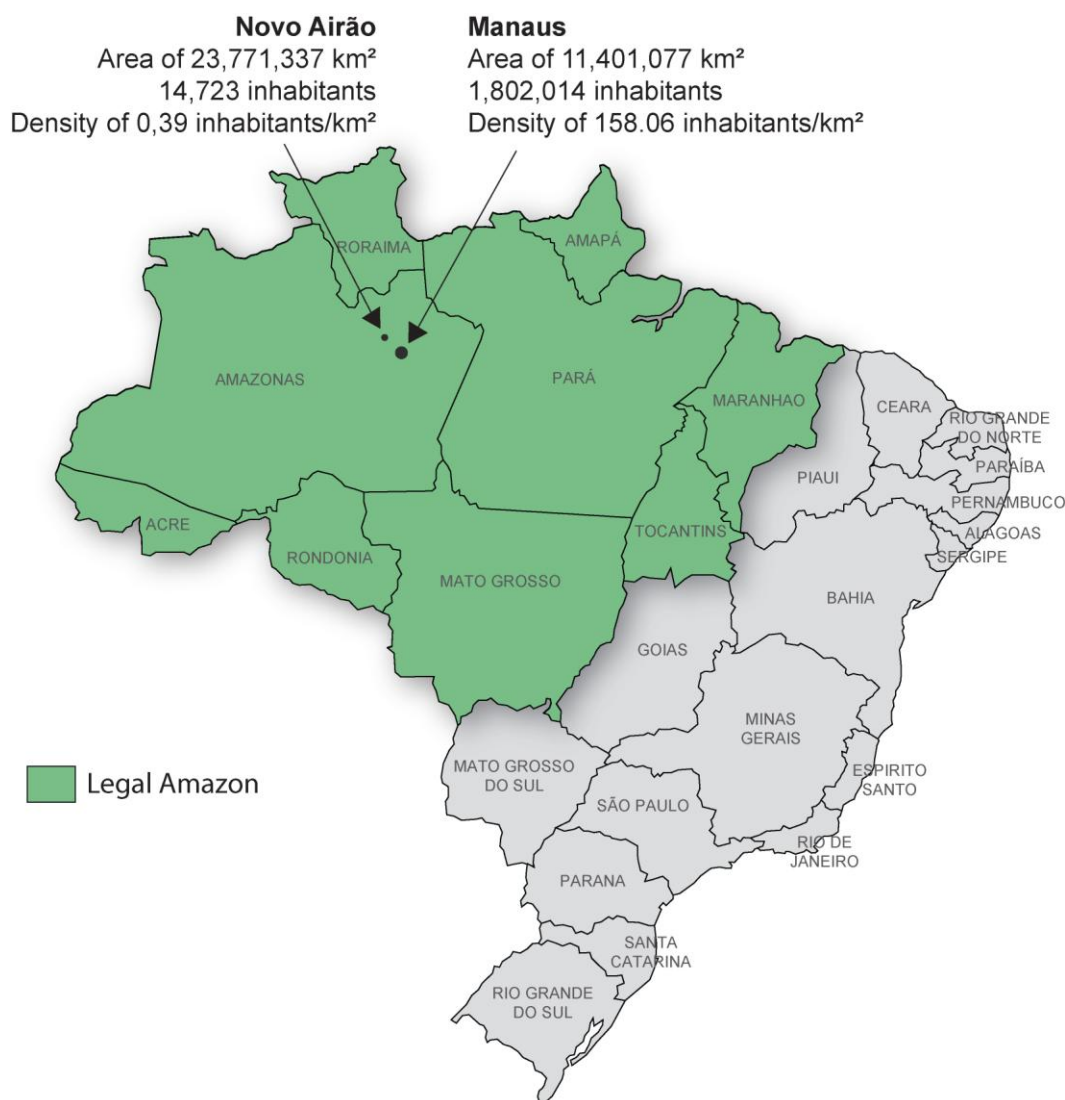 Novo Airão
Area of 23,771,337 km²
14,723 inhabitants
Density of 0,39 inhabitants/km²
Manaus
Area of 11,401,077 km²
1,802,014 inhabitants
Density of 158.06 inhabitants/km²
RORAIMA
AMAPÁ
AMAZONAS
PARÁ
MARANHAO
CEARA
RIO GRANDE
DO NORTE
PARAÍBA
PIAUI
PERNAMBUCO
ALAGOAS
SERGIPE
ACRE
RONDONIA
MATO GROSSO
TOCANTINS
BAHIA
GOIAS
MINAS
GERAIS
MATO GROSSO
DO SUL
ESPIRITO
SANTO
SÃO PAULO
RIO DE
JANEIRO
PARANA
SANTA
CATARINA
RIO GRANDE
DO SUL
Legal Amazon